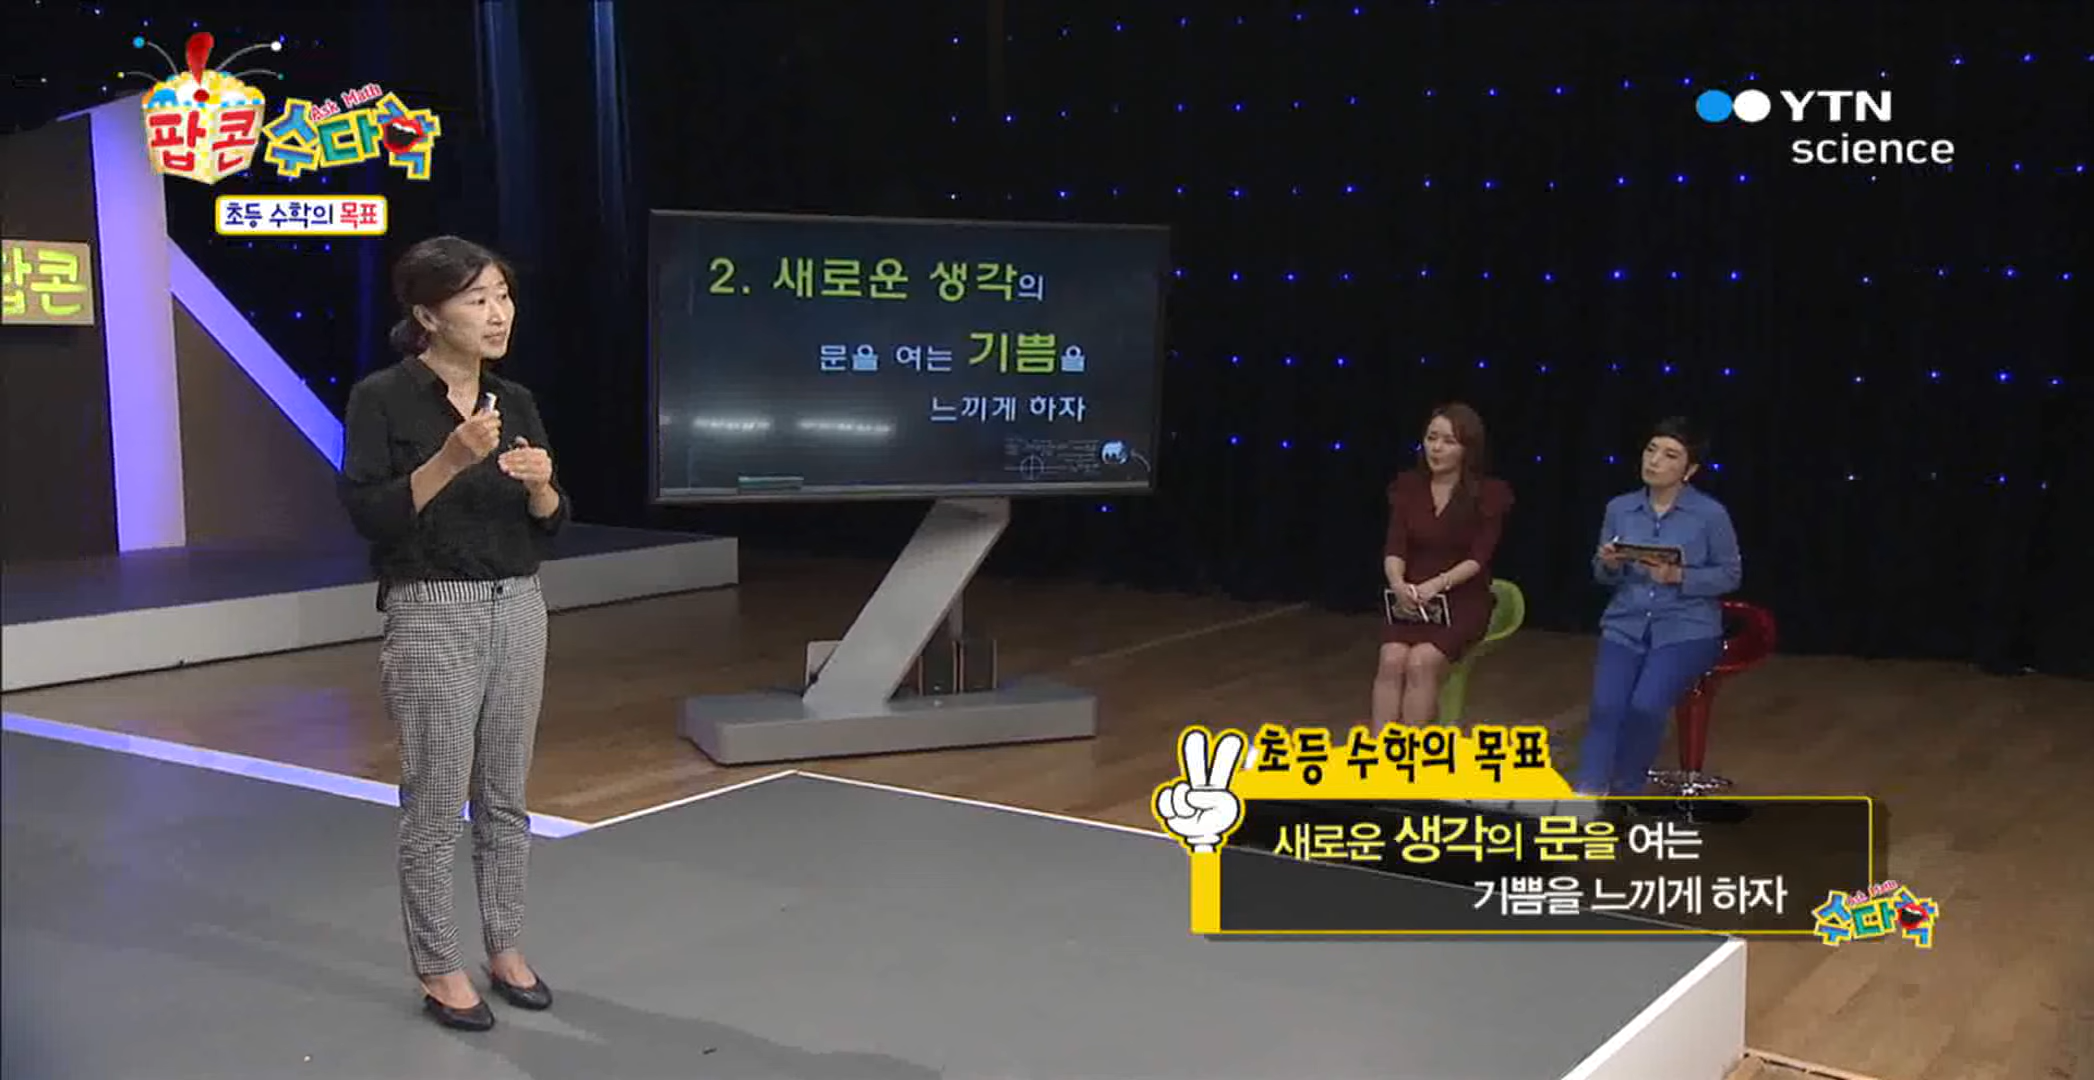 팝콘
Ask Math
수다학
초등 수학의 목표
YTN
science
팝콘
2. 새로운 생각의
문을 여는 기쁨을
느끼게 하자
초등 수학의 목표
새로운 생각의 문을 여는
기쁨을 느끼게 하자
Ask Math
수다학